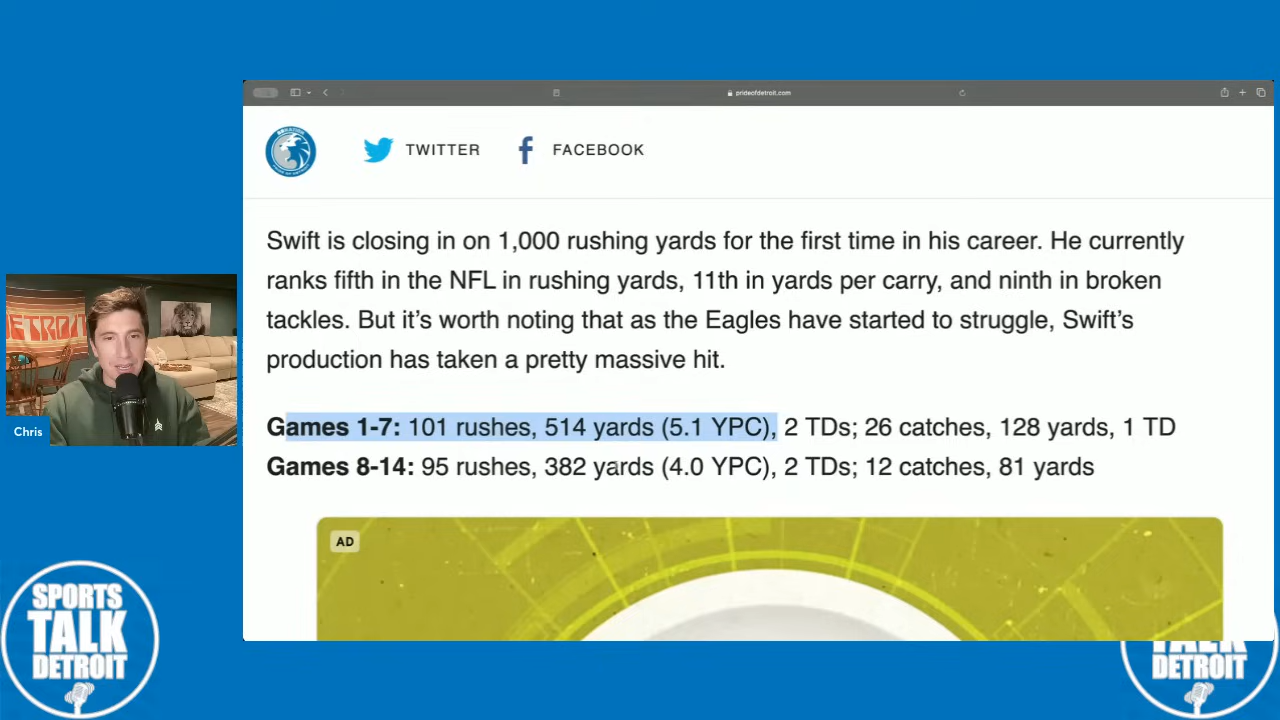 prideofdetroit.com
TWITTER
FACEBOOK
Swift is closing in on 1,000 rushing yards for the first time in his career. He currently
ranks fifth in the NFL in rushing yards, 11th in yards per carry, and ninth in broken
tackles. But it’s worth noting that as the Eagles have started to struggle, Swift’s
production has taken a pretty massive hit.
Games 1-7: 101 rushes, 514 yards (5.1 YPC), 2 TDs; 26 catches, 128 yards, 1 TD
Games 8-14: 95 rushes, 382 yards (4.0 YPC), 2 TDs; 12 catches, 81 yards
AD
DETROIT
Chris
SPORTS
TALK
DETROIT
TALK
DETROIT